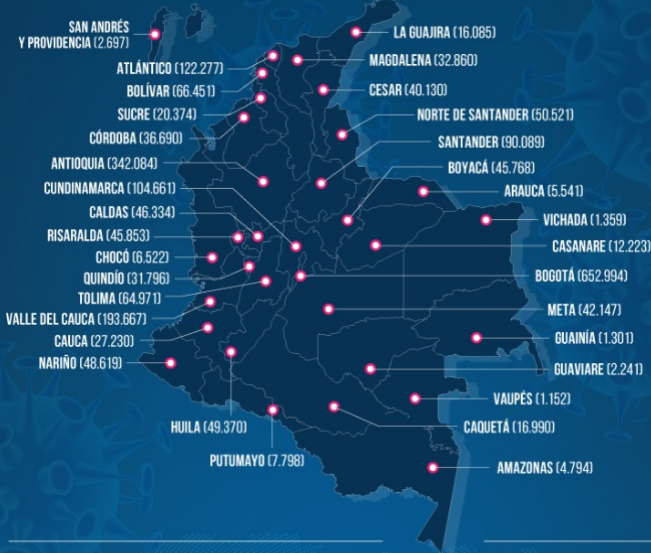 SAN ANDRÉS
Y PROVIDENCIA (2.697)
ATLÁNTICO (122.277)
BOLÍVAR (66.451)
SUCRE (20.374)
CÓRDOBA (36.690)
ANTIOQUIA (342.084)
CUNDINAMARCA (104.661)
CALDAS (46.334)
RISARALDA (45.853)
CHOCÓ (6.522)
QUINDÍO (31.796)
TOLIMA (64.971)
VALLE DEL CAUCA (193.667)
CAUCA (27.230)
NARIÑO (48.619)
HUILA (49.370)
PUTUMAYO (7.798)
LA GUAJIRA (16.085)
MAGDALENA (32.860)
CESAR (40.130)
NORTE DE SANTANDER (50.521)
SANTANDER (90.089)
BOYACÁ (45.768)
ARAUCA (5.541)
VICHADA (1.359)
CASANARE (12.223)
BOGOTÁ (652.994)
META (42.147)
GUAINÍA (1.301)
GUAVIARE (2.241)
VAUPÉS (1.152)
CAQUETÁ (16.990)
AMAZONAS (4.794)